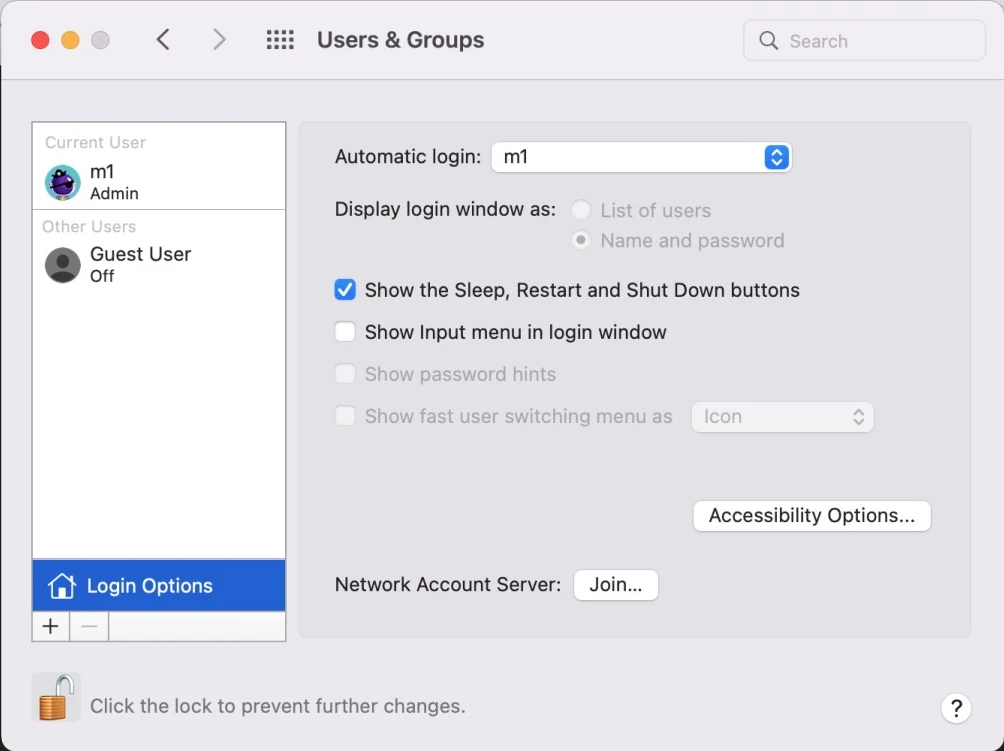 Users & Groups
Search
Current User
m1
Admin
Other Users
Guest User
Off
Login Options
Automatic login: m1
Display login window as: List of users
Name and password
Show the Sleep, Restart and Shut Down buttons
Show Input menu in login window
Show password hints
Show fast user switching menu as Icon
Accessibility Options...
Network Account Server: Join...
Click the lock to prevent further changes.
?